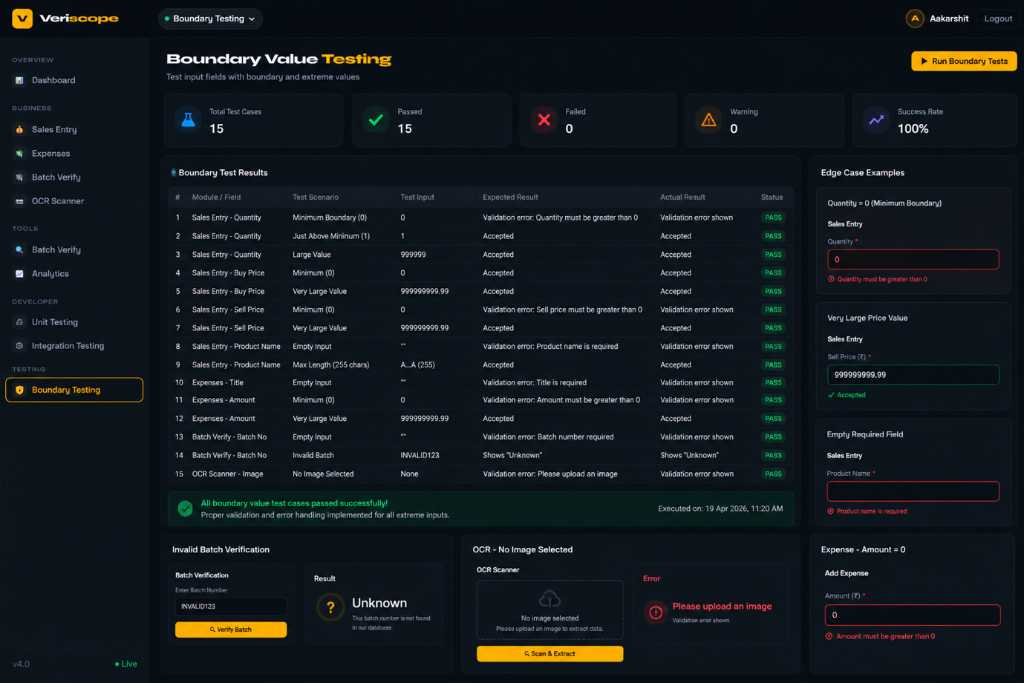 V Veriscope
Boundary Testing
A Aakarshit Logout
OVERVIEW
Dashboard
BUSINESS
Sales Entry
Expenses
Batch Verify
OCR Scanner
TOOLS
Batch Verify
Analytics
DEVELOPER
Unit Testing
Integration Testing
TESTING
Boundary Testing
v4.0 Live
Boundary Value Testing
Test input fields with boundary and extreme values
Run Boundary Tests
Total Test Cases
15
Passed
15
Failed
0
Warning
0
Success Rate
100%
Boundary Test Results
# Module / Field Test Scenario Test Input Expected Result Actual Result Status
1 Sales Entry - Quantity Minimum Boundary (0) 0 Validation error: Quantity must be greater than 0 Validation error shown PASS
2 Sales Entry - Quantity Just Above Mininum (1) 1 Accepted Accepted PASS
3 Sales Entry - Quantity Large Value 999999 Accepted Accepted PASS
4 Sales Entry - Buy Price Minimum (0) 0 Accepted Accepted PASS
5 Sales Entry - Buy Price Very Large Value 999999999.99 Accepted Accepted PASS
6 Sales Entry - Sell Price Minimum (0) 0 Validation error: Sell price must be greater than 0 Validation error shown PASS
7 Sales Entry - Sell Price Very Large Value 999999999.99 Accepted Accepted PASS
8 Sales Entry - Product Name Empty Input "" Validation error: Product name is required Validation error shown PASS
9 Sales Entry - Product Name Max Length (255 chars) A...A (255) Accepted Accepted PASS
10 Expenses - Title Empty Input "" Validation error: Title is required Validation error shown PASS
11 Expenses - Amount Minimum (0) 0 Validation error: Amount must be greater than 0 Validation error shown PASS
12 Expenses - Amount Very Large Value 999999999.99 Accepted Accepted PASS
13 Batch Verify - Batch No Empty Input "" Validation error: Batch number required Validation error shown PASS
14 Batch Verify - Batch No Invalid Batch INVALID123 Shows "Unknown" Shows "Unknown" PASS
15 OCR Scanner - Image No Image Selected None Validation error: Please upload an image Validation error shown PASS
All boundary value test cases passed successfully!
Proper validation and error handling implemented for all extreme inputs.
Executed on: 19 Apr 2026, 11:20 AM
Edge Case Examples
Quantity = 0 (Minimum Boundary)
Sales Entry
Quantity *
0
Quantity must be greater than 0
Very Large Price Value
Sales Entry
Sell Price (₹) *
999999999.99
Accepted
Empty Required Field
Sales Entry
Product Name *
Product name is required
Invalid Batch Verification
Batch Verification
Enter Batch Number
INVALID123
Verify Batch
Result
? Unknown
This batch number is not found
in our database.
OCR - No Image Selected
OCR Scanner
No image selected
Please upload an image to extract data.
Scan & Extract
Error
Please upload an image
Validation error shown
Expense - Amount = 0
Add Expense
Amount (₹) *
0
Amount must be greater than 0